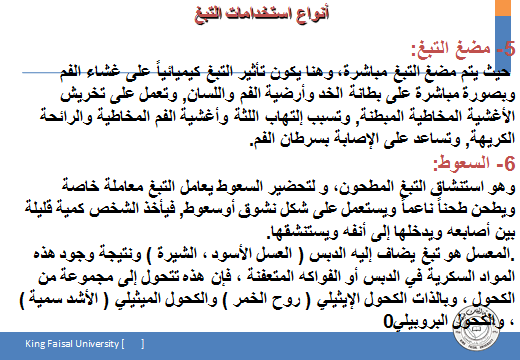 أنواع استخدامات التبغ
5- مضغ التبغ:
حيث يتم مضغ التبغ مباشرة، وهنا يكون تأثير التبغ كيميائياً على غشاء الفم
وبصورة مباشرة على بطانة الخد وأرضية الفم واللسان, وتعمل على تخريش
الأغشية المخاطية المبطنة, وتسبب إلتهاب اللثة وأغشية الفم المخاطية والرائحة
الكريهة, وتساعد على الإصابة بسرطان الفم.
6- السعوط:
وهو استنشاق التبغ المطحون، و لتحضير السعوط يعامل التبغ معاملة خاصة
ويطحن طحناً ناعماً ويستعمل على شكل نشوق أوسعوط, فيأخذ الشخص كمية قليلة
بين أصابعه ويدخلها إلى أنفه ويستنشقها.
.المعسل هو تبغ يضاف إليه الدبس ( العسل الأسود ، الشيرة ) ونتيجة وجود هذه
المواد السكرية في الدبس أو الفواكه المتعفنة ، فإن هذه تتحول إلى مجموعة من
الكحول ، وبالذات الكحول الإيثيلي ( روح الخمر ) والكحول الميثيلي ( الأشد سمية )
، والكحول البروبيلي0
King Faisal University [ ]